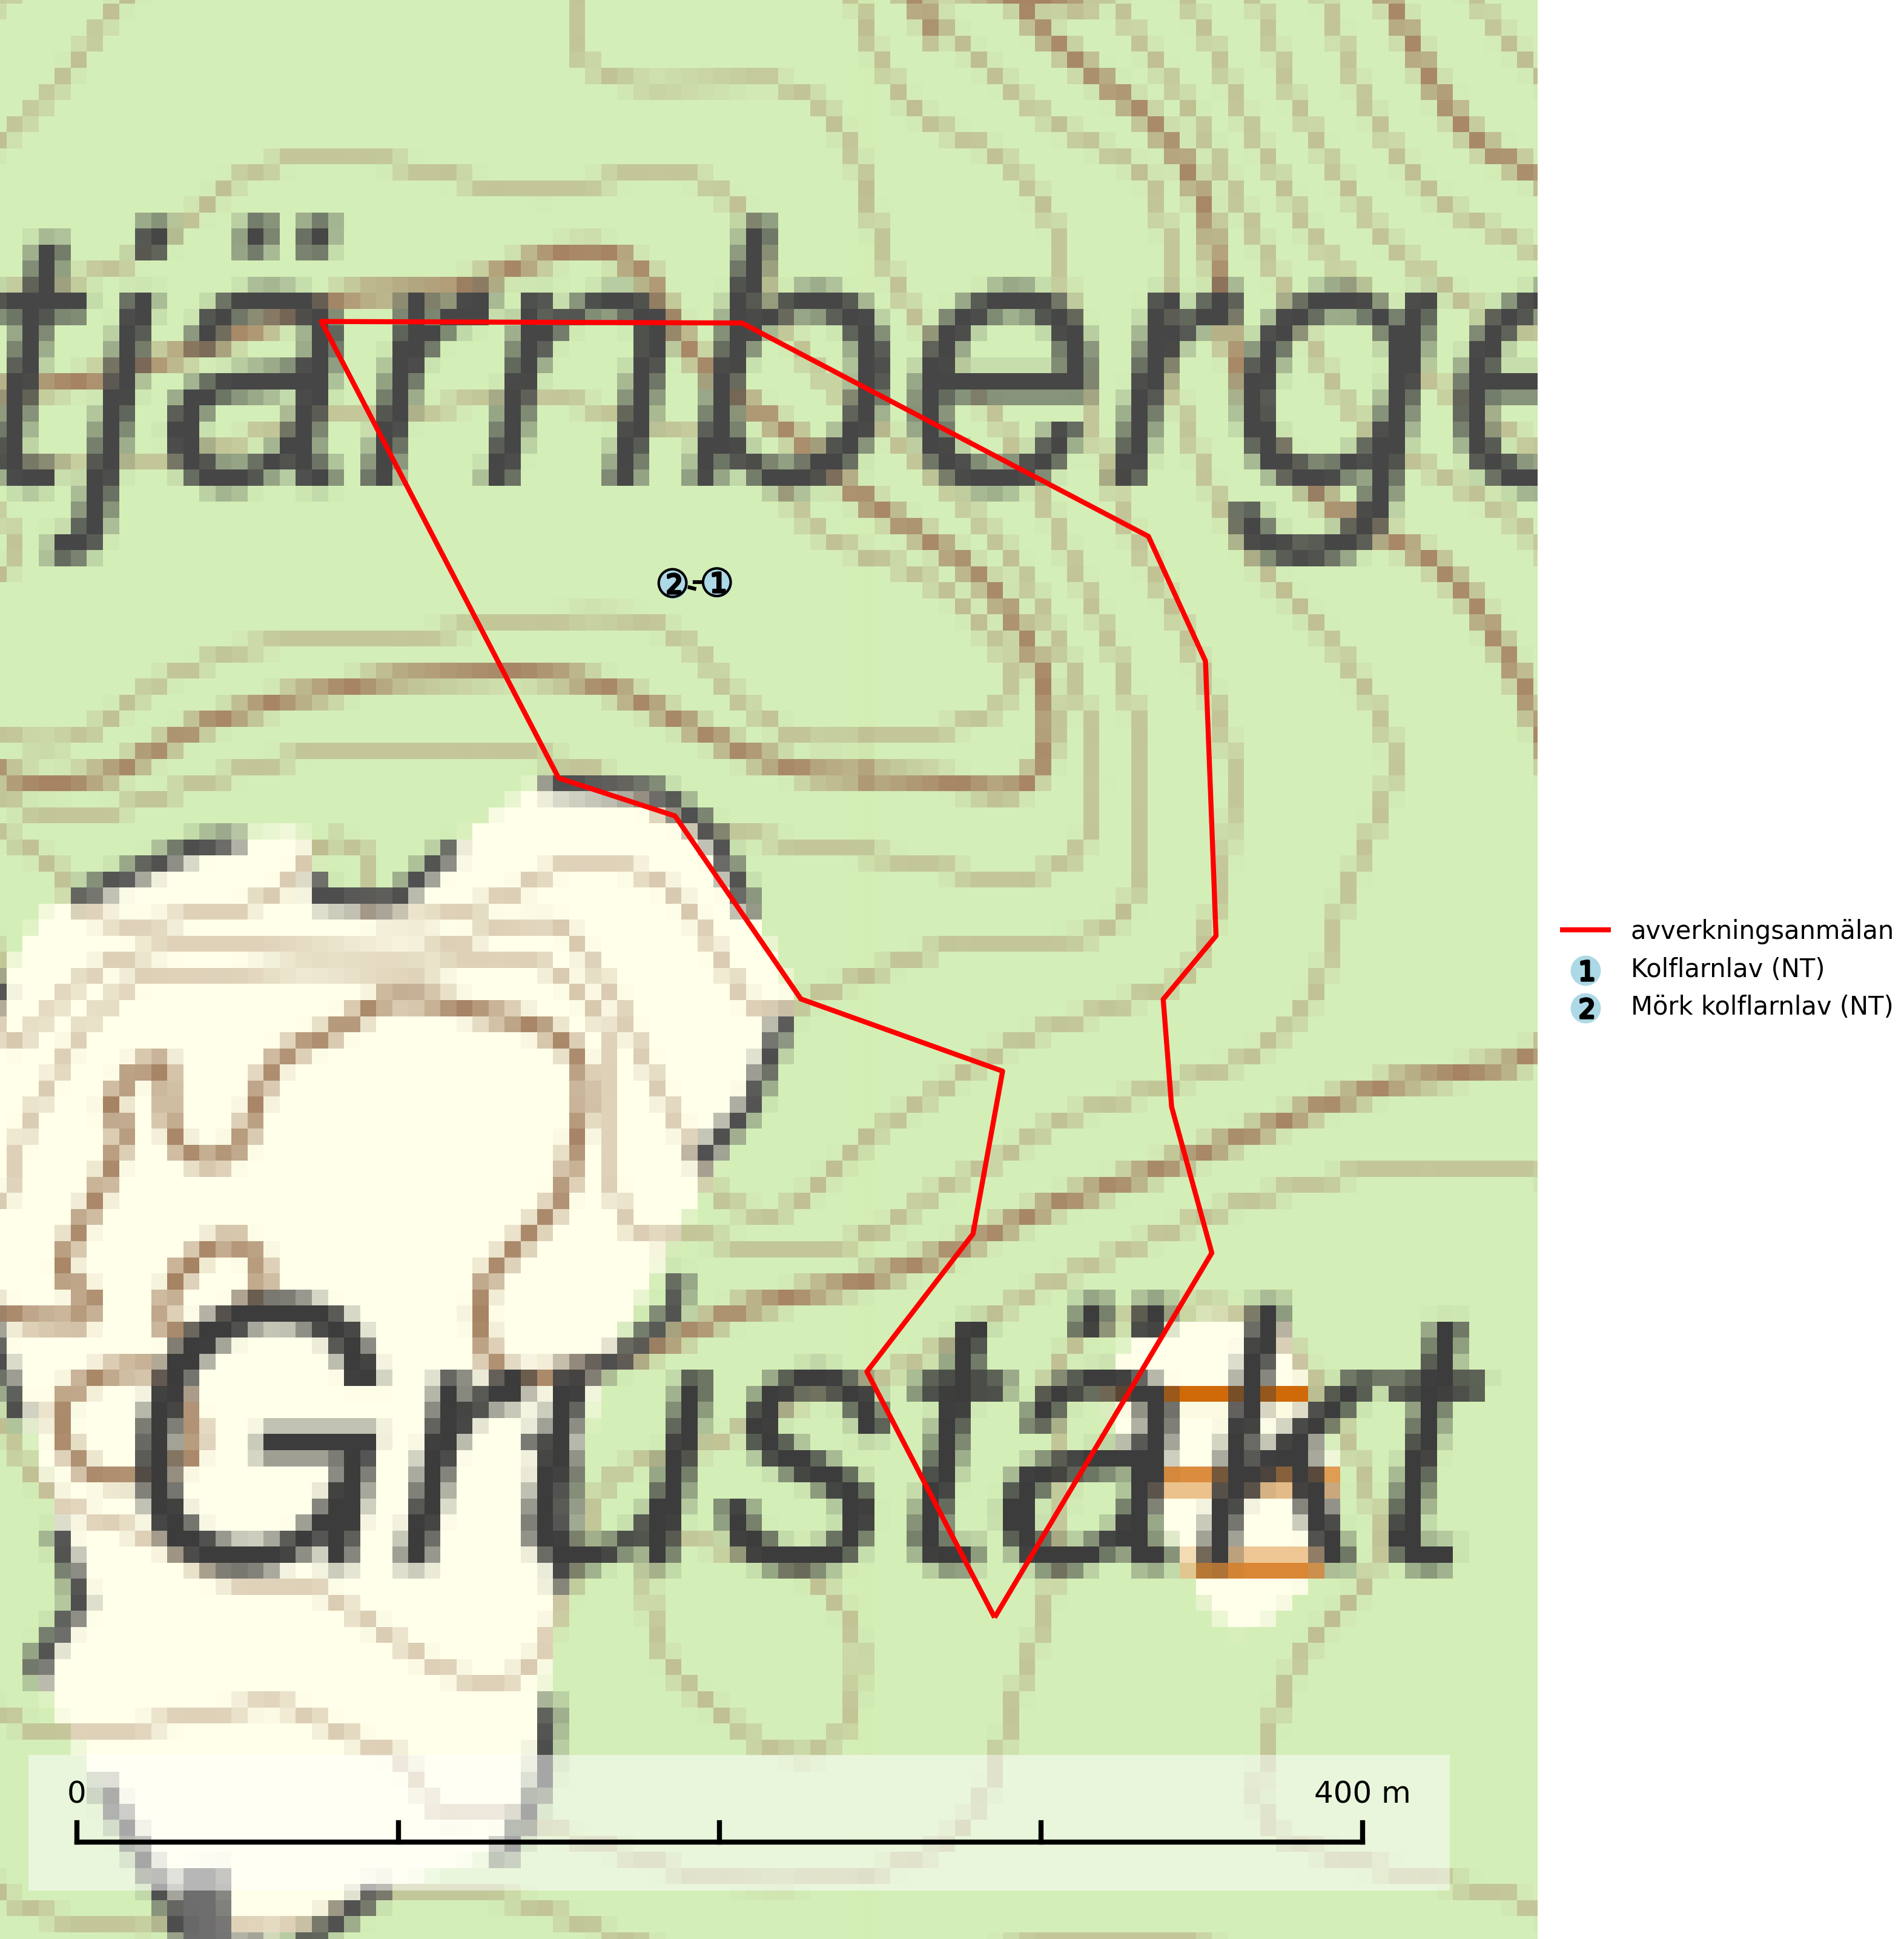 tjärnberge
2 1
Grustäkt
0 400 m
avverkningsanmälan
1 Kolflarnlav (NT)
2 Mörk kolflarnlav (NT)